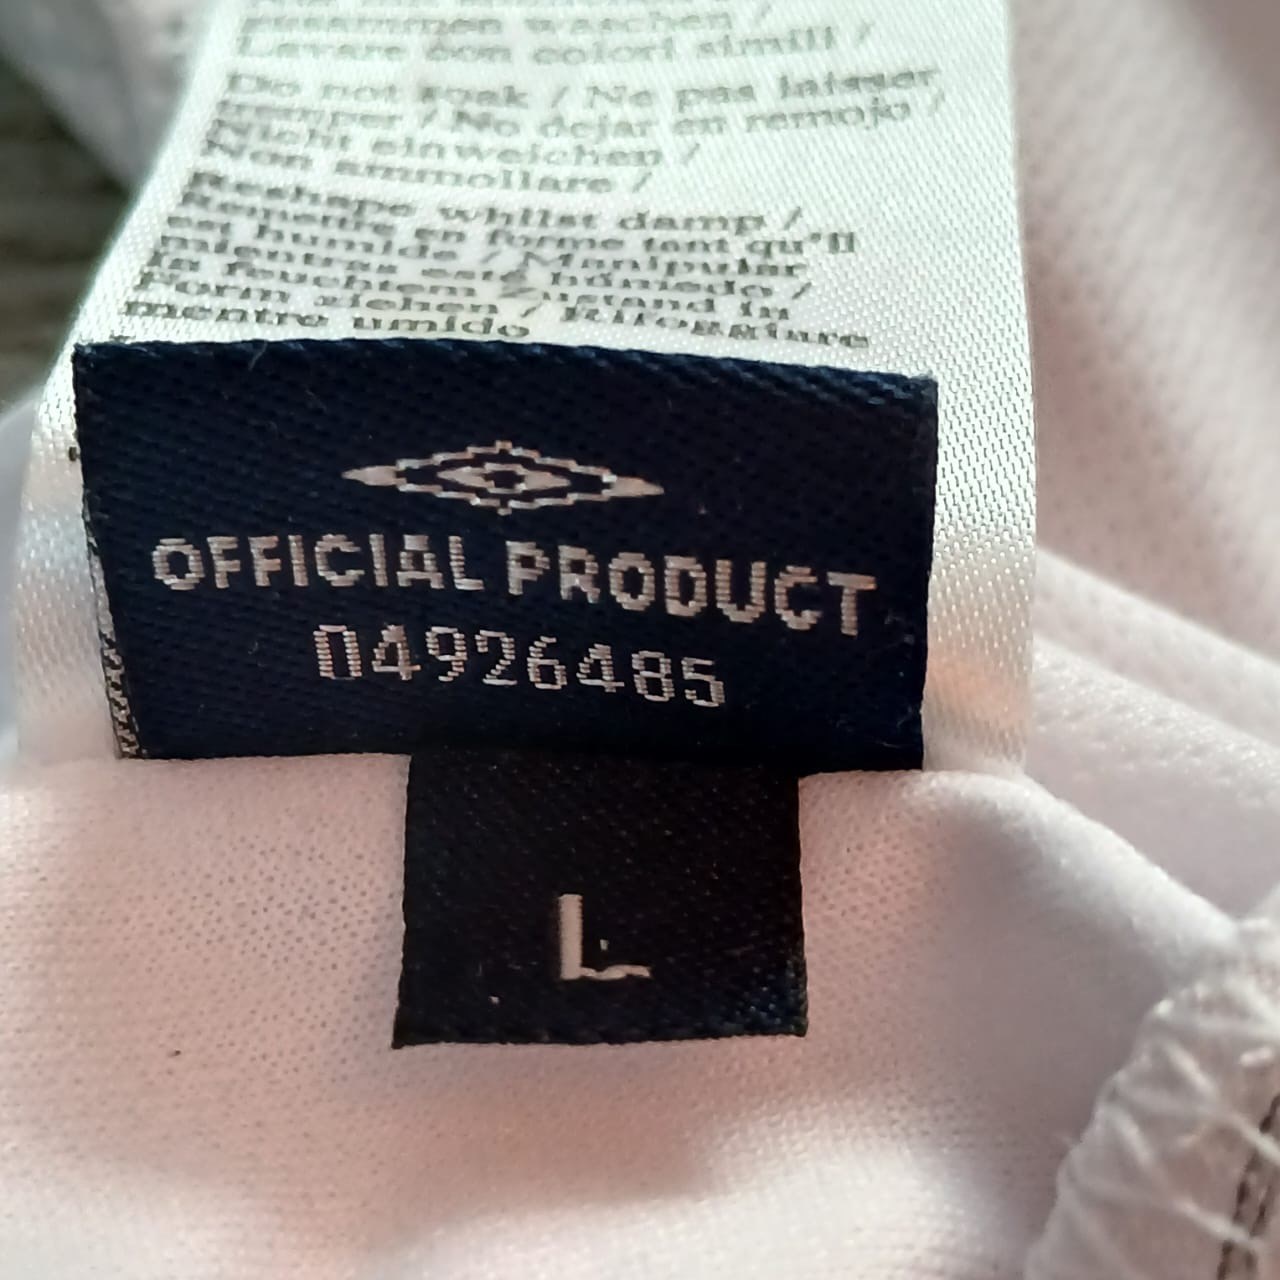 zusammen waschen /
Lavare con colori simili /
Do not soak / Ne pas laisser
tremper / No dejar en remojo /
Nicht einweichen /
Non ammollare /
Reshape whilst damp /
Remettre en forme tant qu'il
est humide / Manipular
mientras está húmedo /
In feuchtem Zustand in
Form ziehen /
mentre umido
OFFICIAL PRODUCT
04926485
L